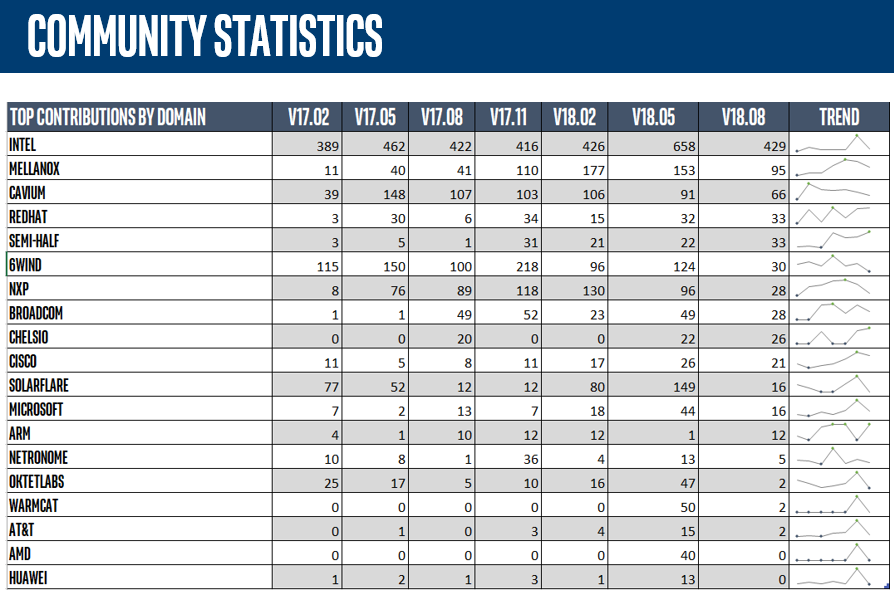 COMMUNITY STATISTICS
TOP CONTRIBUTIONS BY DOMAIN V17.02 V17.05 V17.08 V17.11 V18.02 V18.05 V18.08 TREND
INTEL 389 462 422 416 426 658 429
MELLANOX 11 40 41 110 177 153 95
CAVIUM 39 148 107 103 106 91 66
REDHAT 3 30 6 34 15 32 33
SEMI-HALF 3 5 1 31 21 22 33
6WIND 115 150 100 218 96 124 30
NXP 8 76 89 118 130 96 28
BROADCOM 1 1 49 52 23 49 28
CHELSIO 0 0 20 0 0 22 26
CISCO 11 5 8 11 17 26 21
SOLARFLARE 77 52 12 12 80 149 16
MICROSOFT 7 2 13 7 18 44 16
ARM 4 1 10 12 12 1 12
NETRONOME 10 8 1 36 4 13 5
OKTETLABS 25 17 5 10 16 47 2
WARMCAT 0 0 0 0 0 50 2
AT&T 0 1 0 3 4 15 2
AMD 0 0 0 0 0 40 0
HUAWEI 1 2 1 3 1 13 0